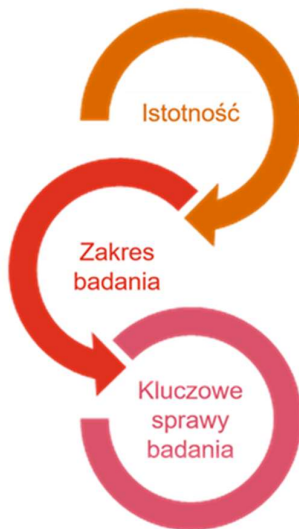 Istotność
Zakres
badania
Kluczowe
sprawy
badania